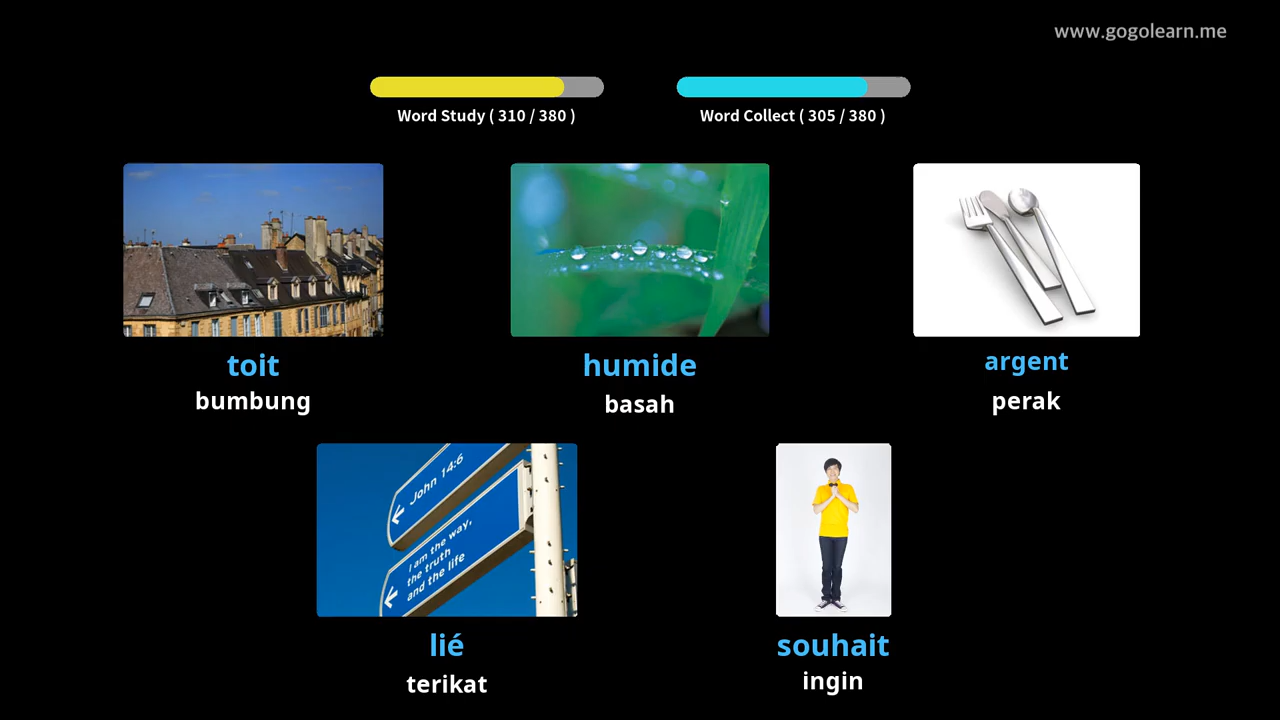 www.gogolearn.me
Word Study ( 310 / 380 )
Word Collect ( 305 / 380 )
toit
bumbung
humide
basah
argent
perak
John 14:6
I am the way,
the truth
and the life
lié
terikat
souhait
ingin